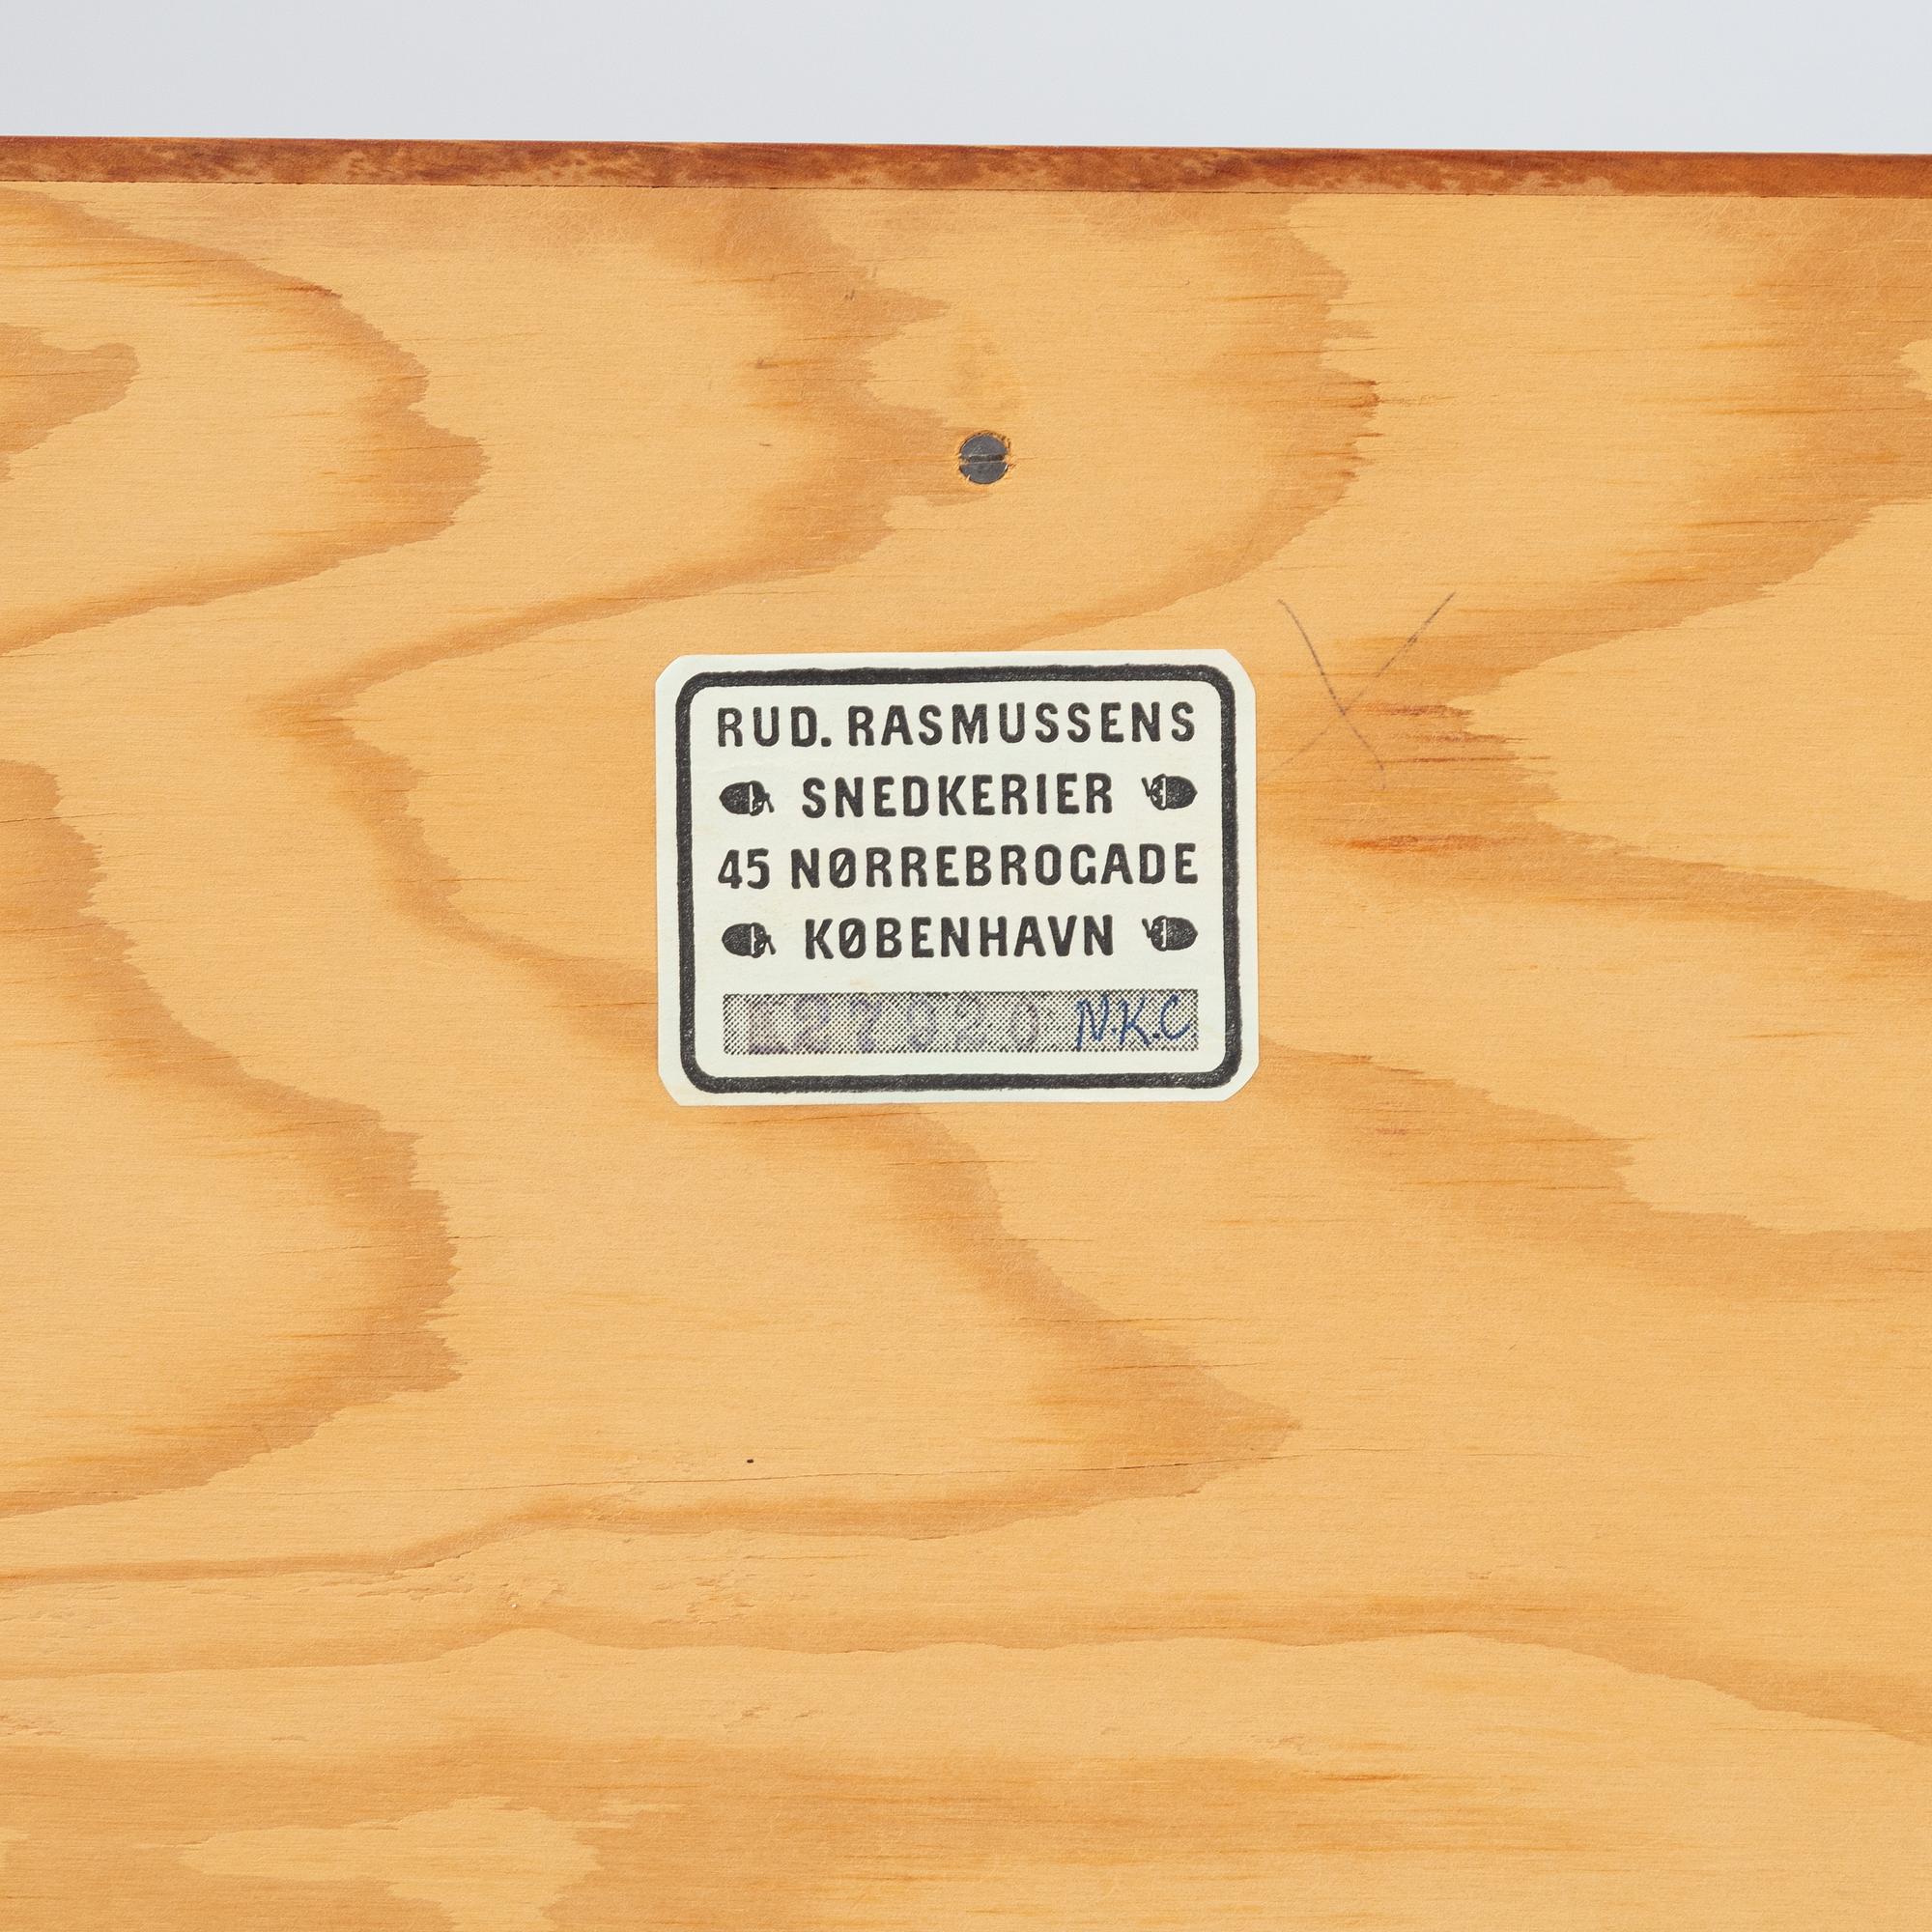 RUD. RASMUSSENS
SNEDKERIER
45 NØRREBROGADE
KØBENHAVN
N.K.C